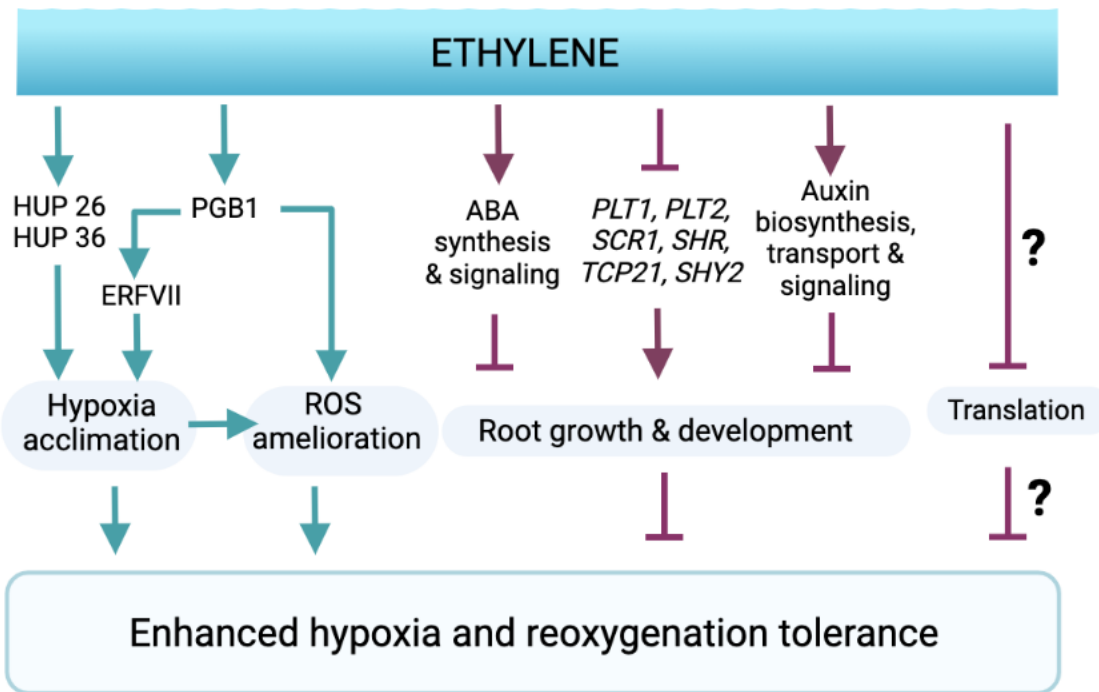 ETHYLENE
HUP 26
HUP 36
PGB1
ERFVII
ABA
synthesis
& signaling
PLT1, PLT2,
SCR1, SHR,
TCP21, SHY2
Auxin
biosynthesis,
transport &
signaling
?
Hypoxia
acclimation
ROS
amelioration
Root growth & development
Translation
?
Enhanced hypoxia and reoxygenation tolerance